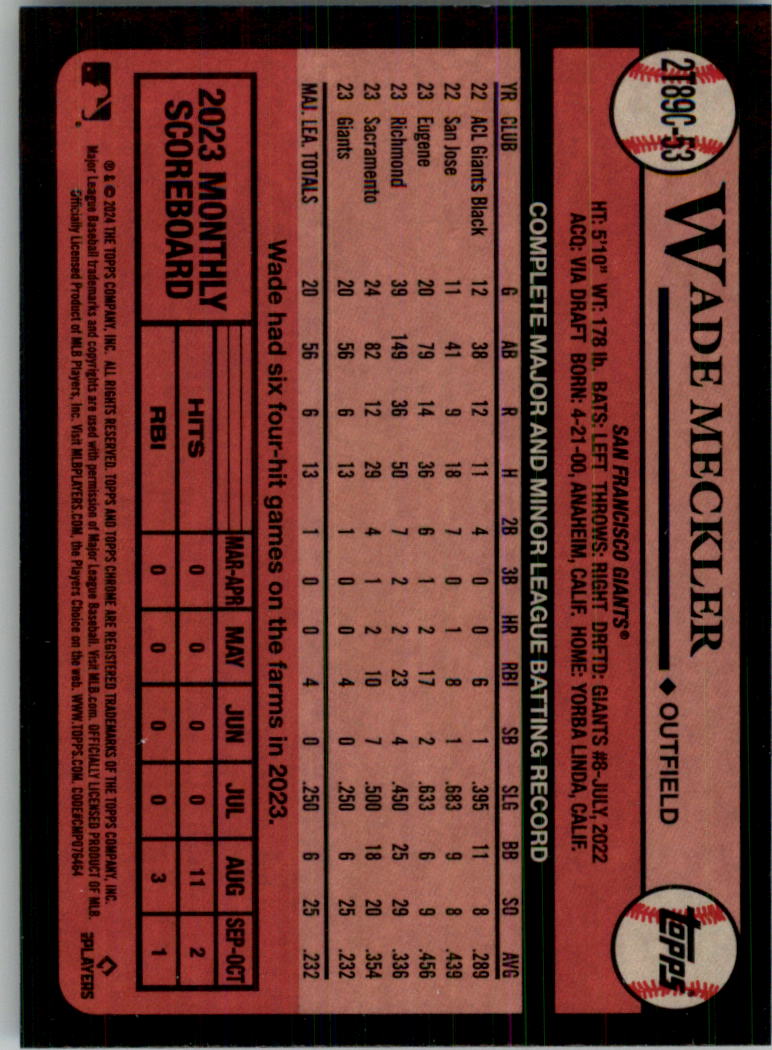 2T89C-53
WADE MECKLER ◆ OUTFIELD
topps®
SAN FRANCISCO GIANTS®
HT: 5'10" WT: 178 lb. BATS: LEFT THROWS: RIGHT DRFTD: GIANTS #8-JULY, 2022
ACQ: VIA DRAFT BORN: 4-21-00, ANAHEIM, CALIF. HOME: YORBA LINDA, CALIF.
COMPLETE MAJOR AND MINOR LEAGUE BATTING RECORD
YR CLUB G AB R H 2B 3B HR RBI SB SLG BB SO AVG
22 ACL Giants Black 12 38 12 11 4 0 0 6 1 .395 11 8 .289
22 San Jose 11 41 9 18 7 0 1 8 1 .683 9 8 .439
23 Eugene 20 79 14 36 6 1 2 17 2 .633 6 9 .456
23 Richmond 39 149 36 50 7 2 2 23 4 .450 25 29 .336
23 Sacramento 24 82 12 29 4 1 2 10 7 .500 18 20 .354
23 Giants 20 56 6 13 1 0 0 4 0 .250 6 25 .232
MAJ. LEA. TOTALS 20 56 6 13 1 0 0 4 0 .250 6 25 .232
Wade had six four-hit games on the farms in 2023.
2023 MONTHLY
SCOREBOARD
MAR-APR MAY JUN JUL AUG SEP-OCT
HITS 0 0 0 0 11 2
RBI 0 0 0 0 3 1
® & © 2024 THE TOPPS COMPANY, INC. ALL RIGHTS RESERVED. TOPPS AND TOPPS CHROME ARE REGISTERED TRADEMARKS OF THE TOPPS COMPANY, INC.
Major League Baseball trademarks and copyrights are used with permission of Major League Baseball. Visit MLB.com. OFFICIALLY LICENSED PRODUCT OF MLB
Officially Licensed Product of MLB Players, Inc. Visit MLBPLAYERS.COM, the Players Choice on the web. WWW.TOPPS.COM. CODE#CMP076464
PLAYERS